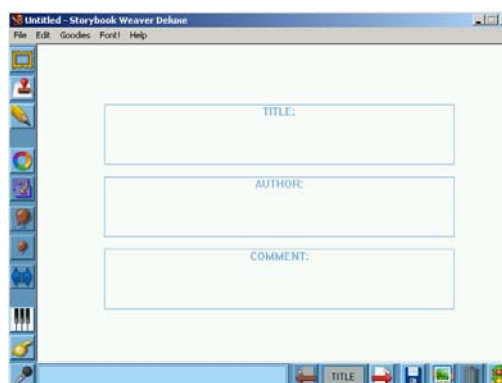 Untitled - Storybook Weaver Deluxe
File Edit Goodies Font! Help
TITLE:
AUTHOR:
COMMENT:
TITLE